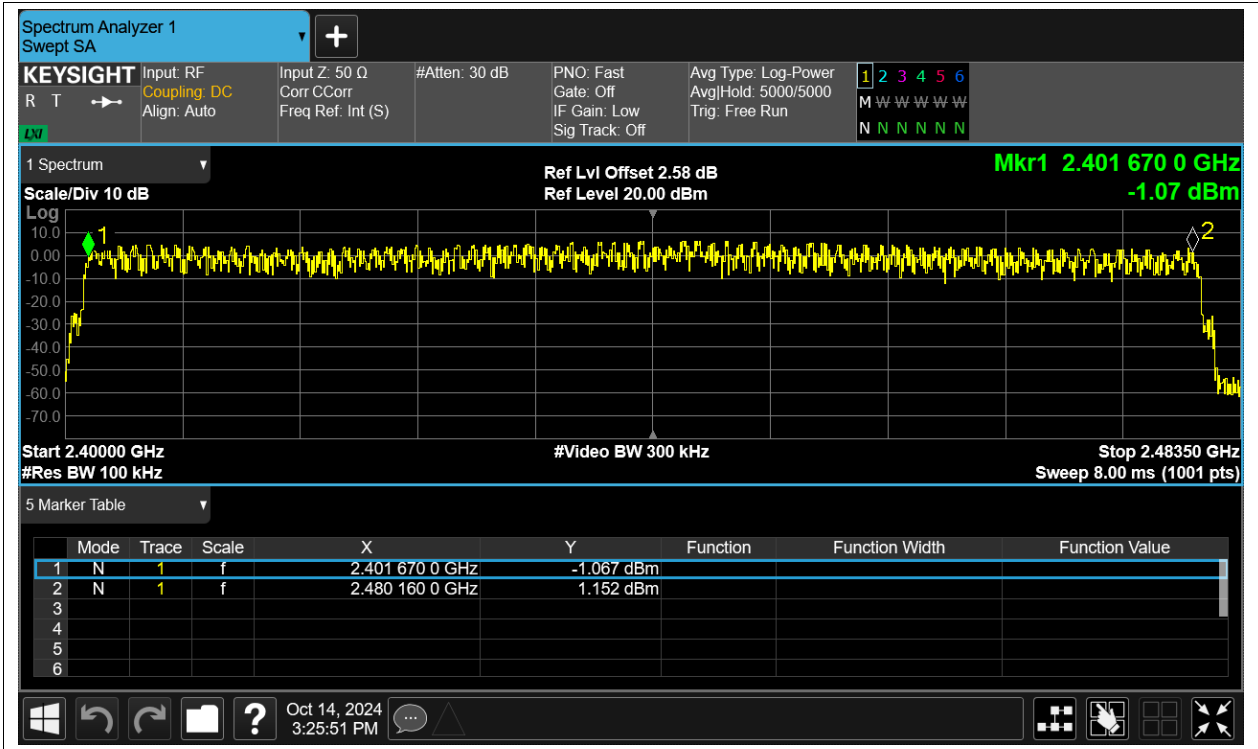 Spectrum Analyzer 1
Swept SA
KEYSIGHT Input: RF Input Z: 50 Ω #Atten: 30 dB PNO: Fast Avg Type: Log-Power 1 2 3 4 5 6
R T Coupling: DC Corr CCorr Gate: Off Avg|Hold: 5000/5000 M W W W W W
Align: Auto Freq Ref: Int (S) IF Gain: Low Trig: Free Run
LXI Sig Track: Off N N N N N N
1 Spectrum Ref Lvl Offset 2.58 dB Mkr1 2.401 670 0 GHz
Scale/Div 10 dB Ref Level 20.00 dBm -1.07 dBm
Log
10.0 1 2
0.00
-10.0
-20.0
-30.0
-40.0
-50.0
-60.0
-70.0
Start 2.40000 GHz #Video BW 300 kHz Stop 2.48350 GHz
#Res BW 100 kHz Sweep 8.00 ms (1001 pts)
5 Marker Table
Mode Trace Scale X Y Function Function Width Function Value
1 N 1 f 2.401 670 0 GHz -1.067 dBm
2 N 1 f 2.480 160 0 GHz 1.152 dBm
3
4
5
6
? Oct 14, 2024
3:25:51 PM